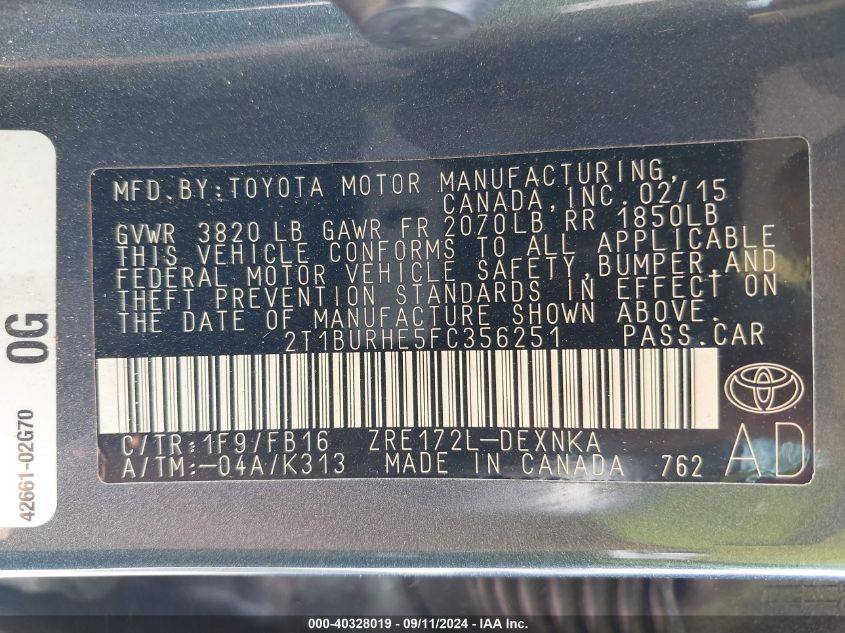 MFD.BY:TOYOTA MOTOR MANUFACTURING,
CANADA,INC.02/15
GVWR 3820 LB GAWR FR 2070LB RR 1850LB
THIS VEHICLE CONFORMS TO ALL APPLICABLE
FEDERAL MOTOR VEHICLE SAFETY,BUMPER,AND
THEFT PREVENTION STANDARDS IN EFFECT ON
THE DATE OF MANUFACTURE SHOWN ABOVE.
2T1BURHE5FC356251 PASS.CAR
C/TR:1F9/FB16 ZRE172L-DEXNKA
A/TM:-04A/K313 MADE IN CANADA 762
AD
0G
42661-02G70
000-40328019 - 09/11/2024 - IAA Inc.